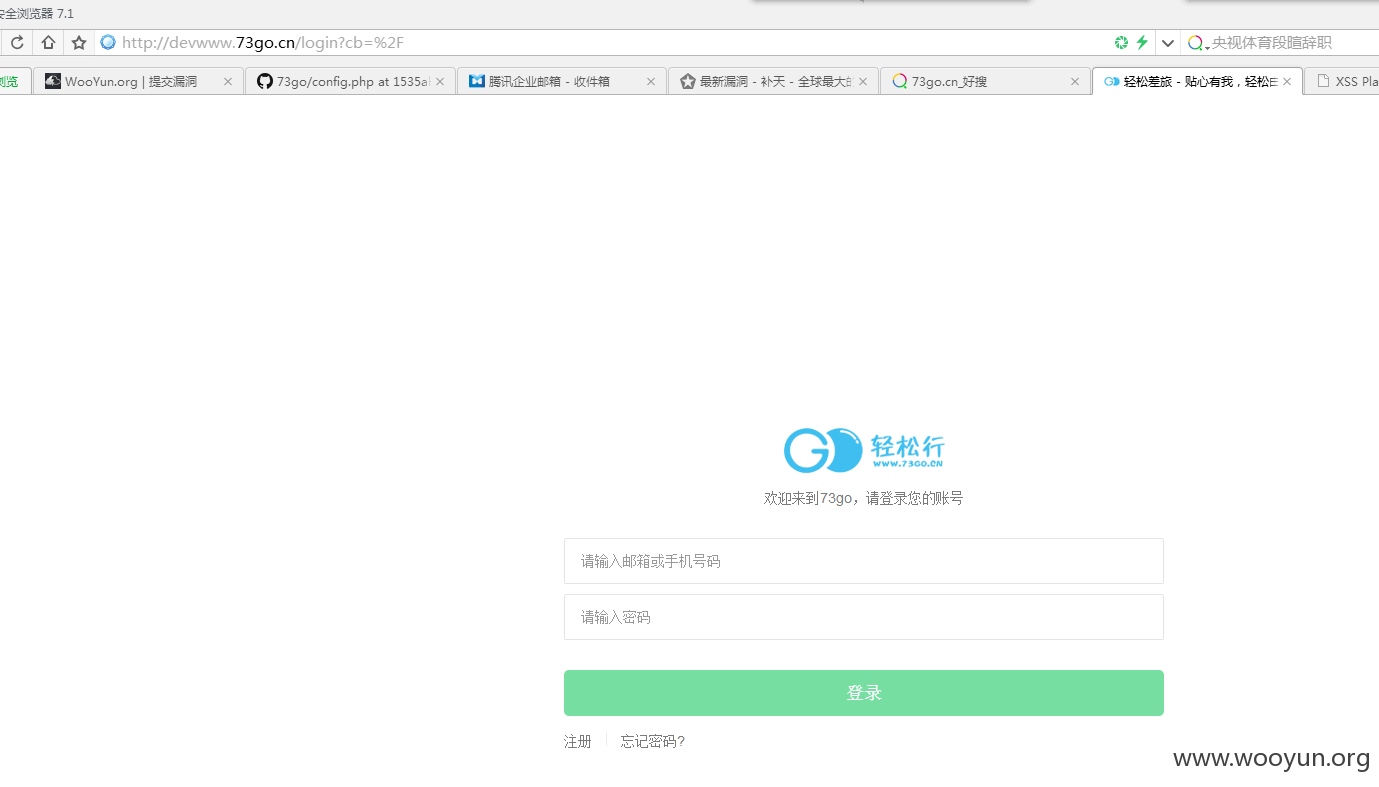 安全浏览器 7.1
http://devwww.73go.cn/login?cb=%2F
央视体育段暄辞职
浏览
WooYun.org | 提交漏洞
73go/config.php at 1535a
腾讯企业邮箱 - 收件箱
最新漏洞 - 补天 - 全球最大的
73go.cn_好搜
轻松差旅 - 贴心有我，轻松由
XSS Pla
轻松行
WWW.73GO.CN
欢迎来到73go，请登录您的账号
请输入邮箱或手机号码
请输入密码
登录
注册
忘记密码?
www.wooyun.org